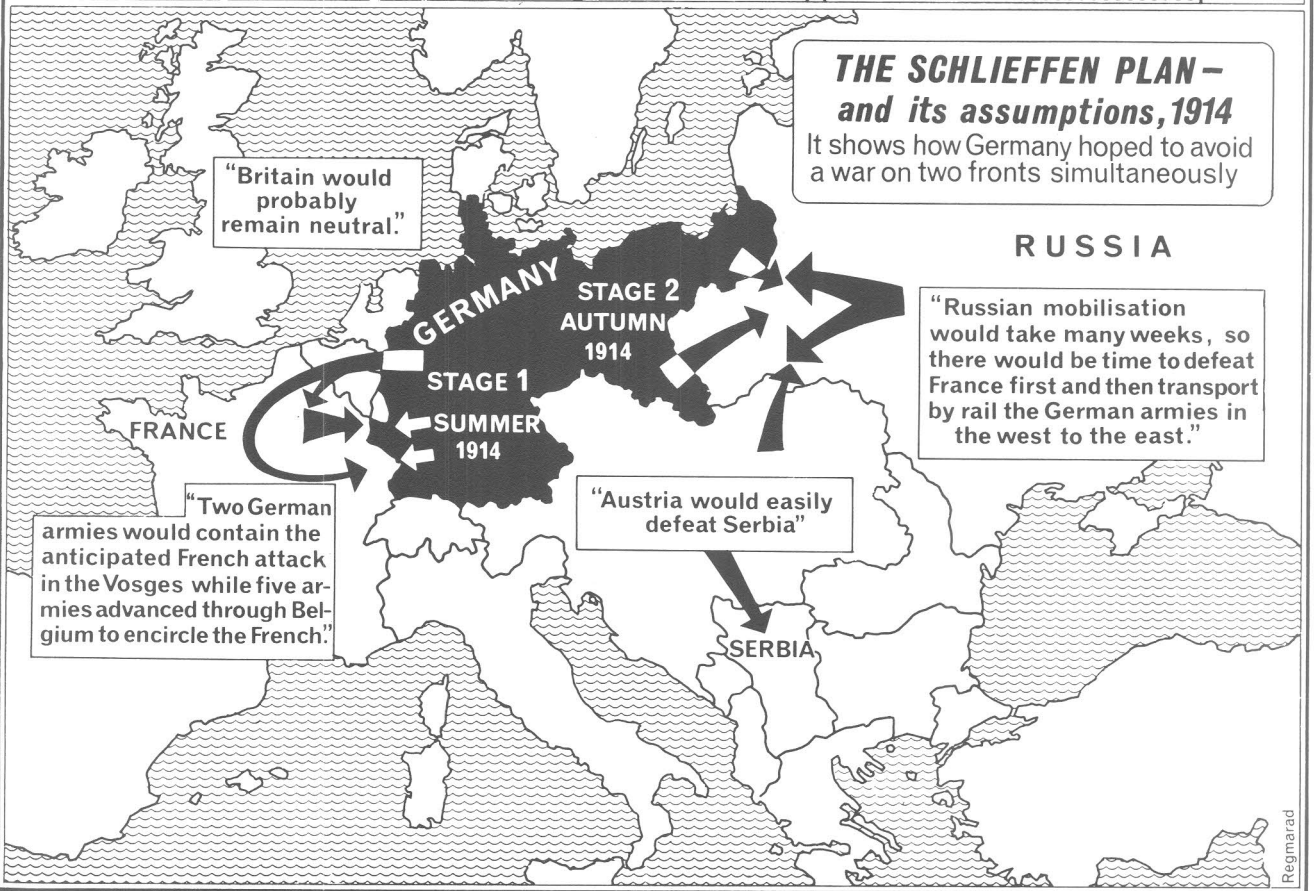 THE SCHLIEFFEN PLAN –
and its assumptions, 1914
It shows how Germany hoped to avoid
a war on two fronts simultaneously
"Britain would
probably
remain neutral."
RUSSIA
GERMANY
STAGE 2
AUTUMN
1914
"Russian mobilisation
would take many weeks, so
there would be time to defeat
France first and then transport
by rail the German armies in
the west to the east."
STAGE 1
SUMMER
1914
FRANCE
"Two German
armies would contain the
anticipated French attack
in the Vosges while five ar-
mies advanced through Bel-
gium to encircle the French."
"Austria would easily
defeat Serbia"
SERBIA
Regmarad